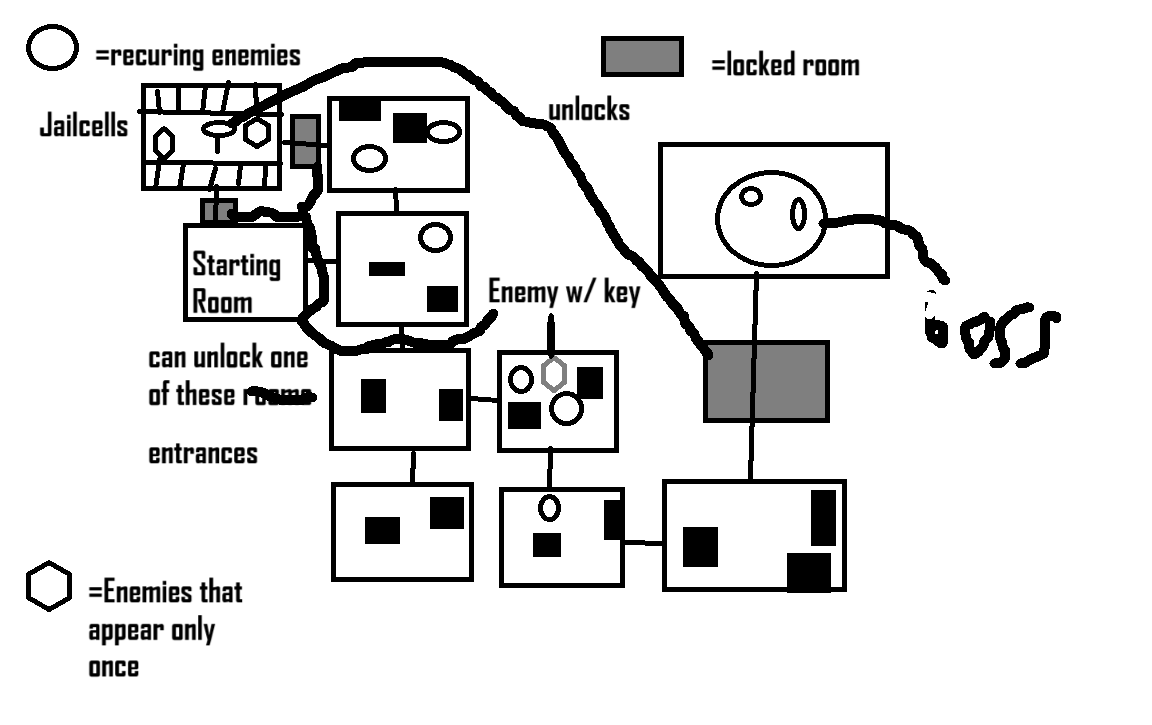 =recuring enemies
=locked room
unlocks
Jailcells
Starting
Room
Enemy w/ key
can unlock one
of these rooms
entrances
Boss
=Enemies that
appear only
once